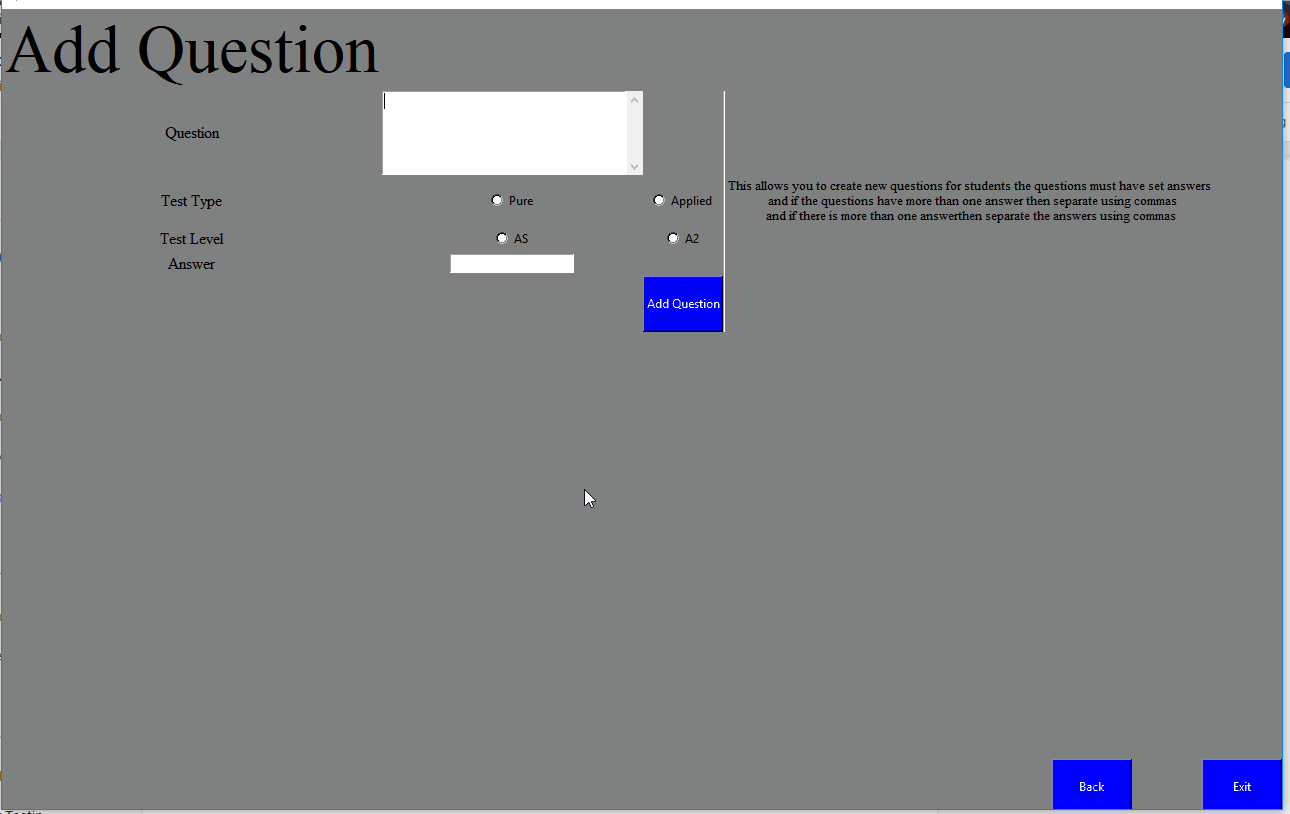 Add Question
Question
Test Type
Pure
Applied
This allows you to create new questions for students the questions must have set answers
and if the questions have more than one answer then separate using commas
and if there is more than one answerthen separate the answers using commas
Test Level
AS
A2
Answer
Add Question
Back
Exit